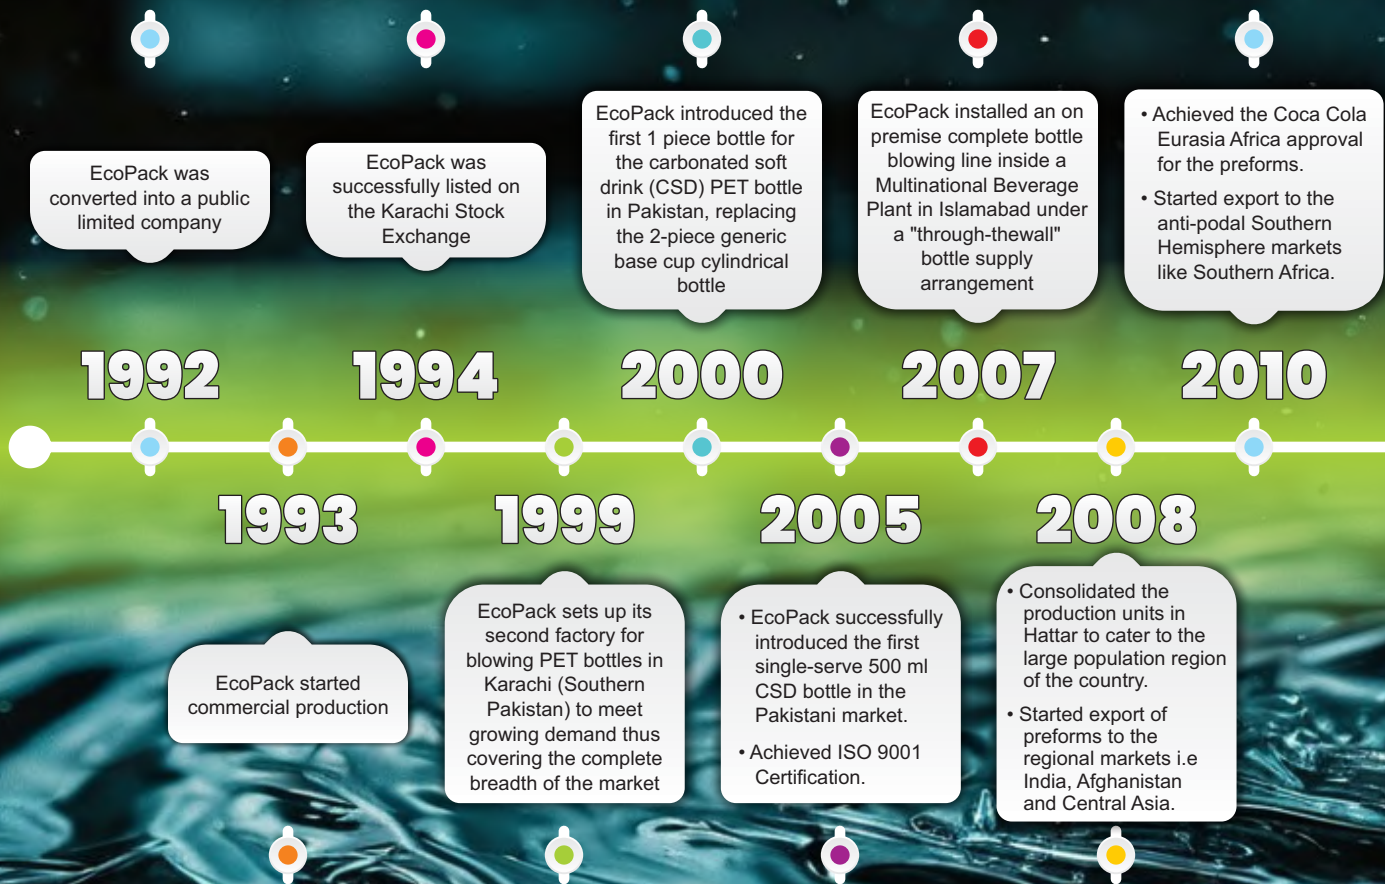 EcoPack was
converted into a public
limited company
1992
EcoPack started
commercial production
1993
EcoPack was
successfully listed on
the Karachi Stock
Exchange
1994
EcoPack sets up its
second factory for
blowing PET bottles in
Karachi (Southern
Pakistan) to meet
growing demand thus
covering the complete
breadth of the market
1999
EcoPack introduced the
first 1 piece bottle for
the carbonated soft
drink (CSD) PET bottle
in Pakistan, replacing
the 2-piece generic
base cup cylindrical
bottle
2000
• EcoPack successfully
introduced the first
single-serve 500 ml
CSD bottle in the
Pakistani market.
• Achieved ISO 9001
Certification.
2005
EcoPack installed an on
premise complete bottle
blowing line inside a
Multinational Beverage
Plant in Islamabad under
a "through-thewall"
bottle supply
arrangement
2007
• Consolidated the
production units in
Hattar to cater to the
large population region
of the country.
• Started export of
preforms to the
regional markets i.e
India, Afghanistan
and Central Asia.
2008
• Achieved the Coca Cola
Eurasia Africa approval
for the preforms.
• Started export to the
anti-podal Southern
Hemisphere markets
like Southern Africa.
2010